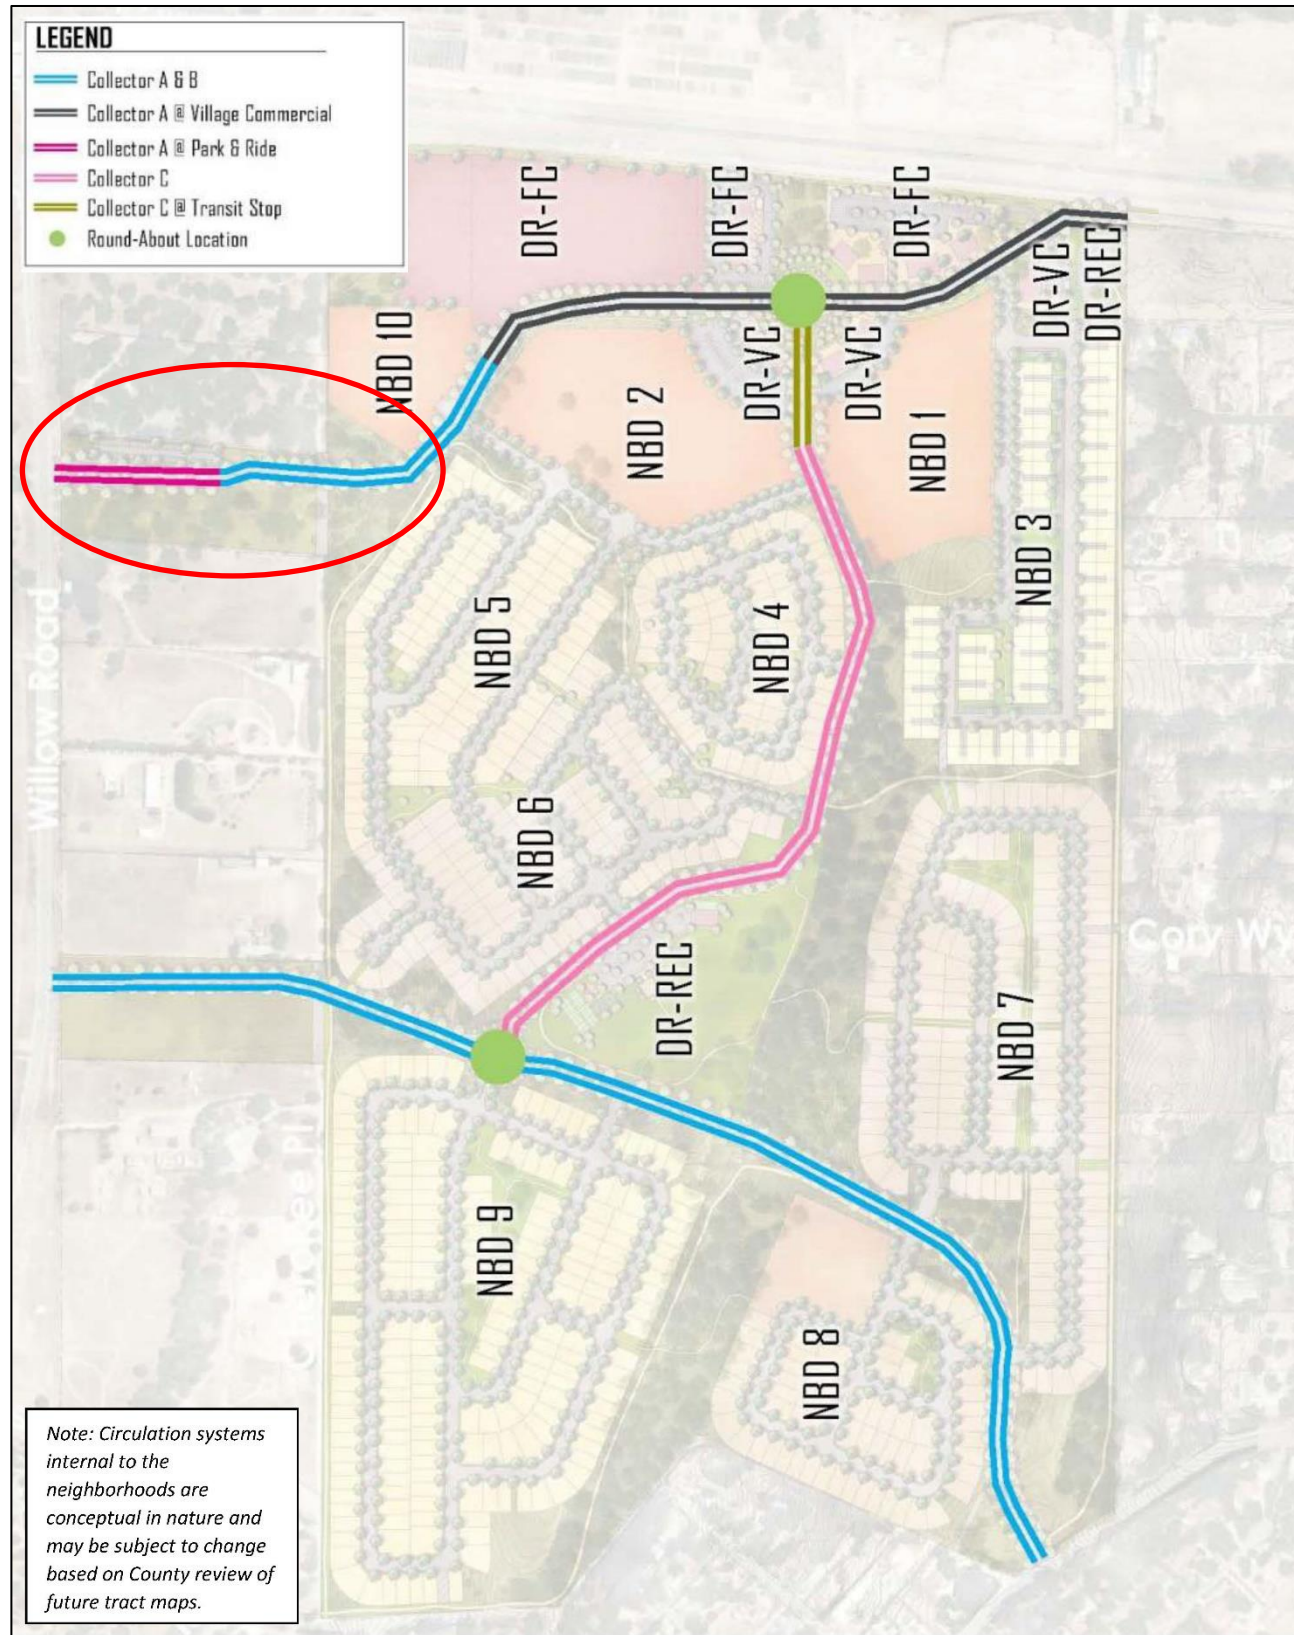 LEGEND
Collector A & B
Collector A @ Village Commercial
Collector A @ Park & Ride
Collector C
Collector C @ Transit Stop
Round-About Location
DR-FC
DR-FC
DR-FC
DR-VC
DR-REC
NBD 10
NBD 2
DR-VC
DR-VC
NBD 1
NBD 3
NBD 5
NBD 4
Willow Road
NBD 6
DR-REC
Cory Wy
NBD 7
NBD 9
NBD 8
Note: Circulation systems
internal to the
neighborhoods are
conceptual in nature and
may be subject to change
based on County review of
future tract maps.